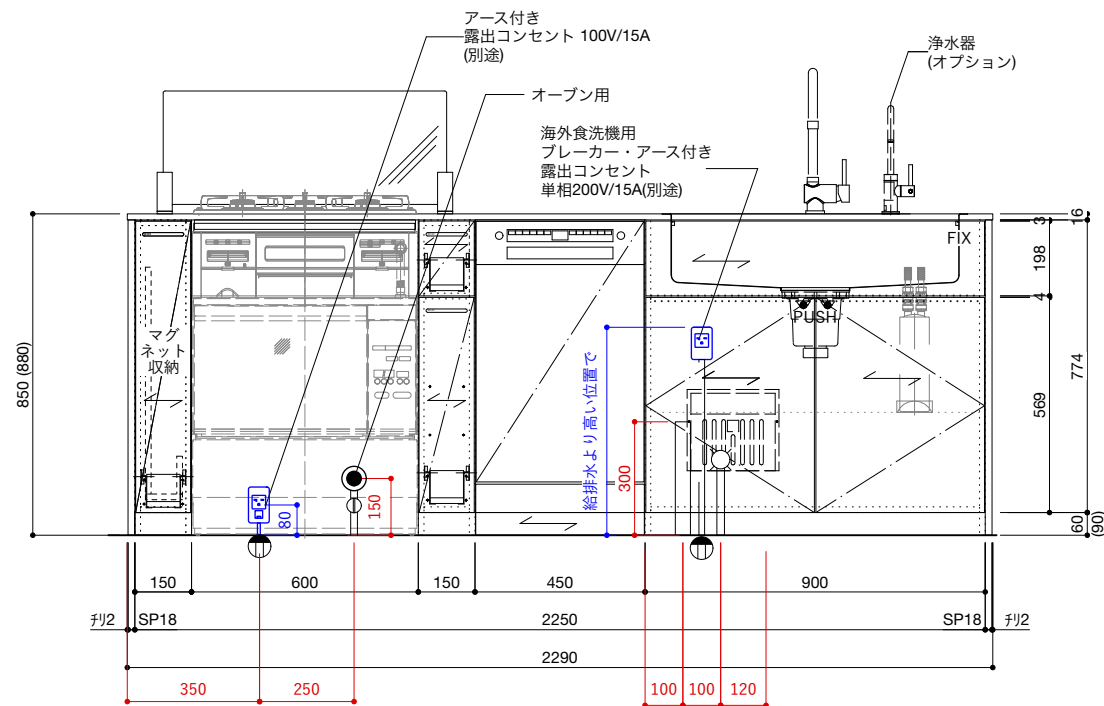 アース付き
露出コンセント 100V/15A
(別途)
オーブン用
海外食洗機用
ブレーカー・アース付き
露出コンセント
単相200V/15A(別途)
浄水器
(オプション)
FIX
PUSH
マグ
ネット
収納
給排水より高い位置で
850 (880)
80
150
300
16
3
198
4
569
774
60
(90)
150
600
150
450
900
ﾁﾘ2
SP18
2250
SP18
ﾁﾘ2
2290
350
250
100
100
120